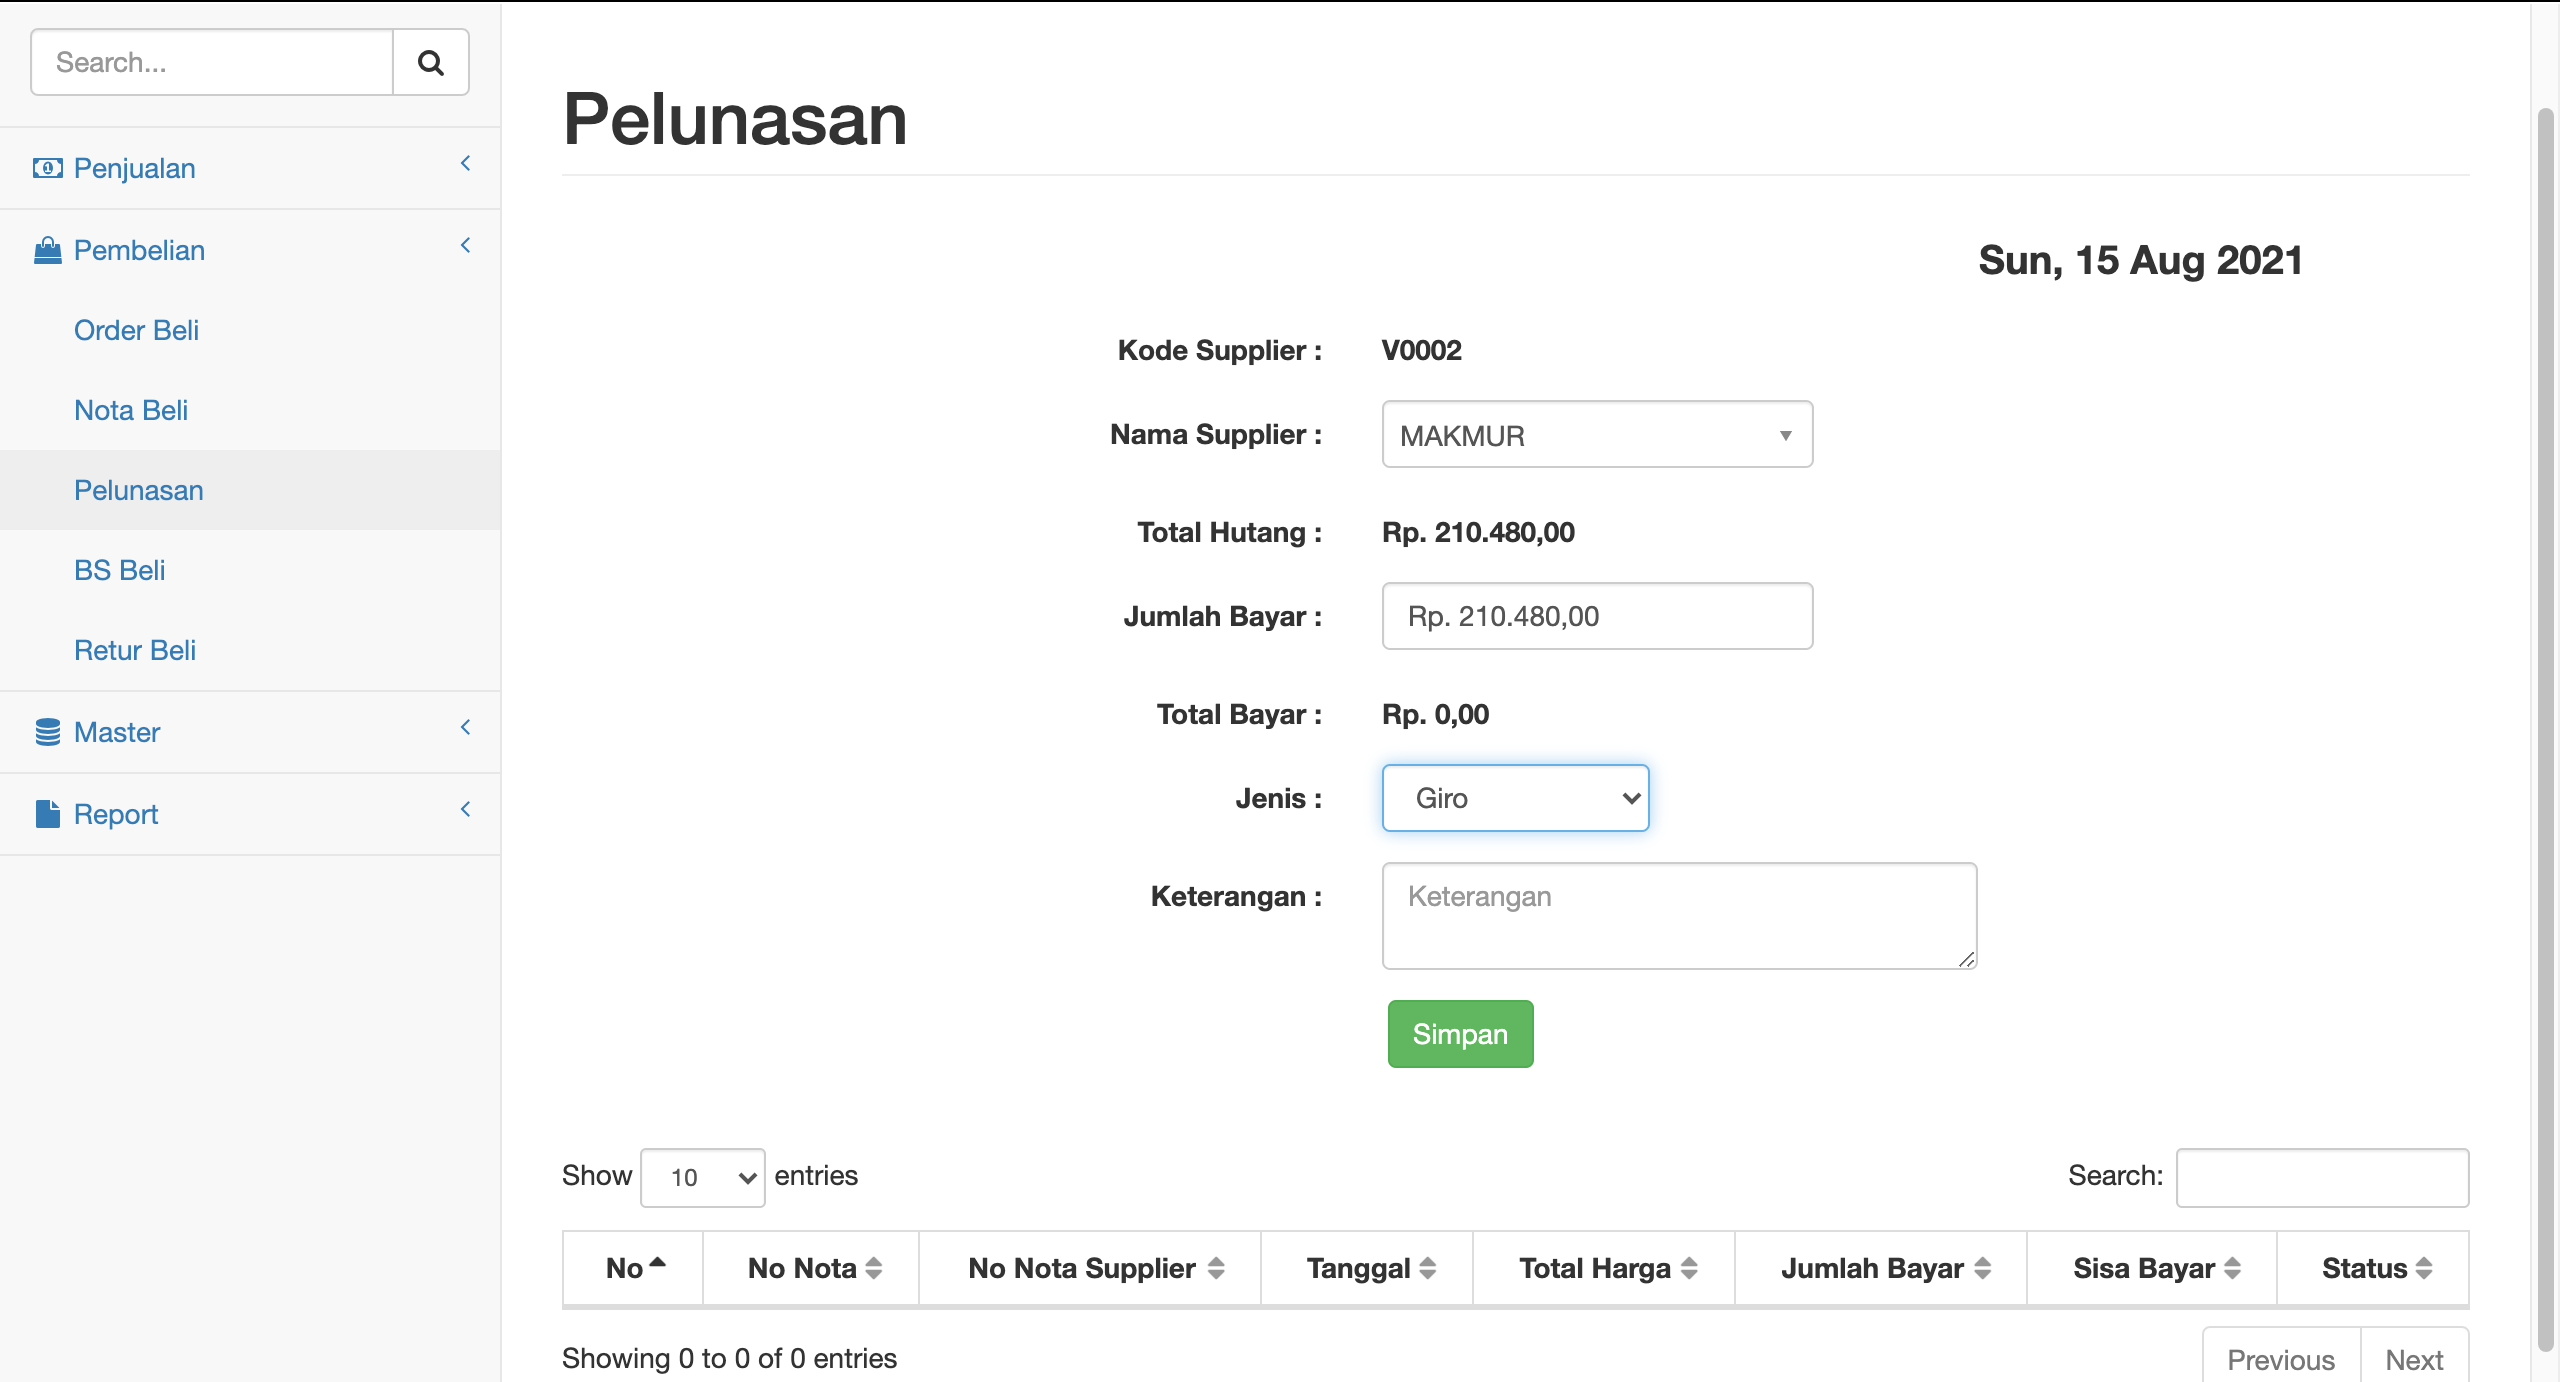 Search...
Penjualan
Pembelian
Order Beli
Nota Beli
Pelunasan
BS Beli
Retur Beli
Master
Report
Pelunasan
Sun, 15 Aug 2021
Kode Supplier : V0002
Nama Supplier : MAKMUR
Total Hutang : Rp. 210.480,00
Jumlah Bayar : Rp. 210.480,00
Total Bayar : Rp. 0,00
Jenis : Giro
Keterangan : Keterangan
Simpan
Show 10 entries Search:
No No Nota No Nota Supplier Tanggal Total Harga Jumlah Bayar Sisa Bayar Status
Showing 0 to 0 of 0 entries Previous Next